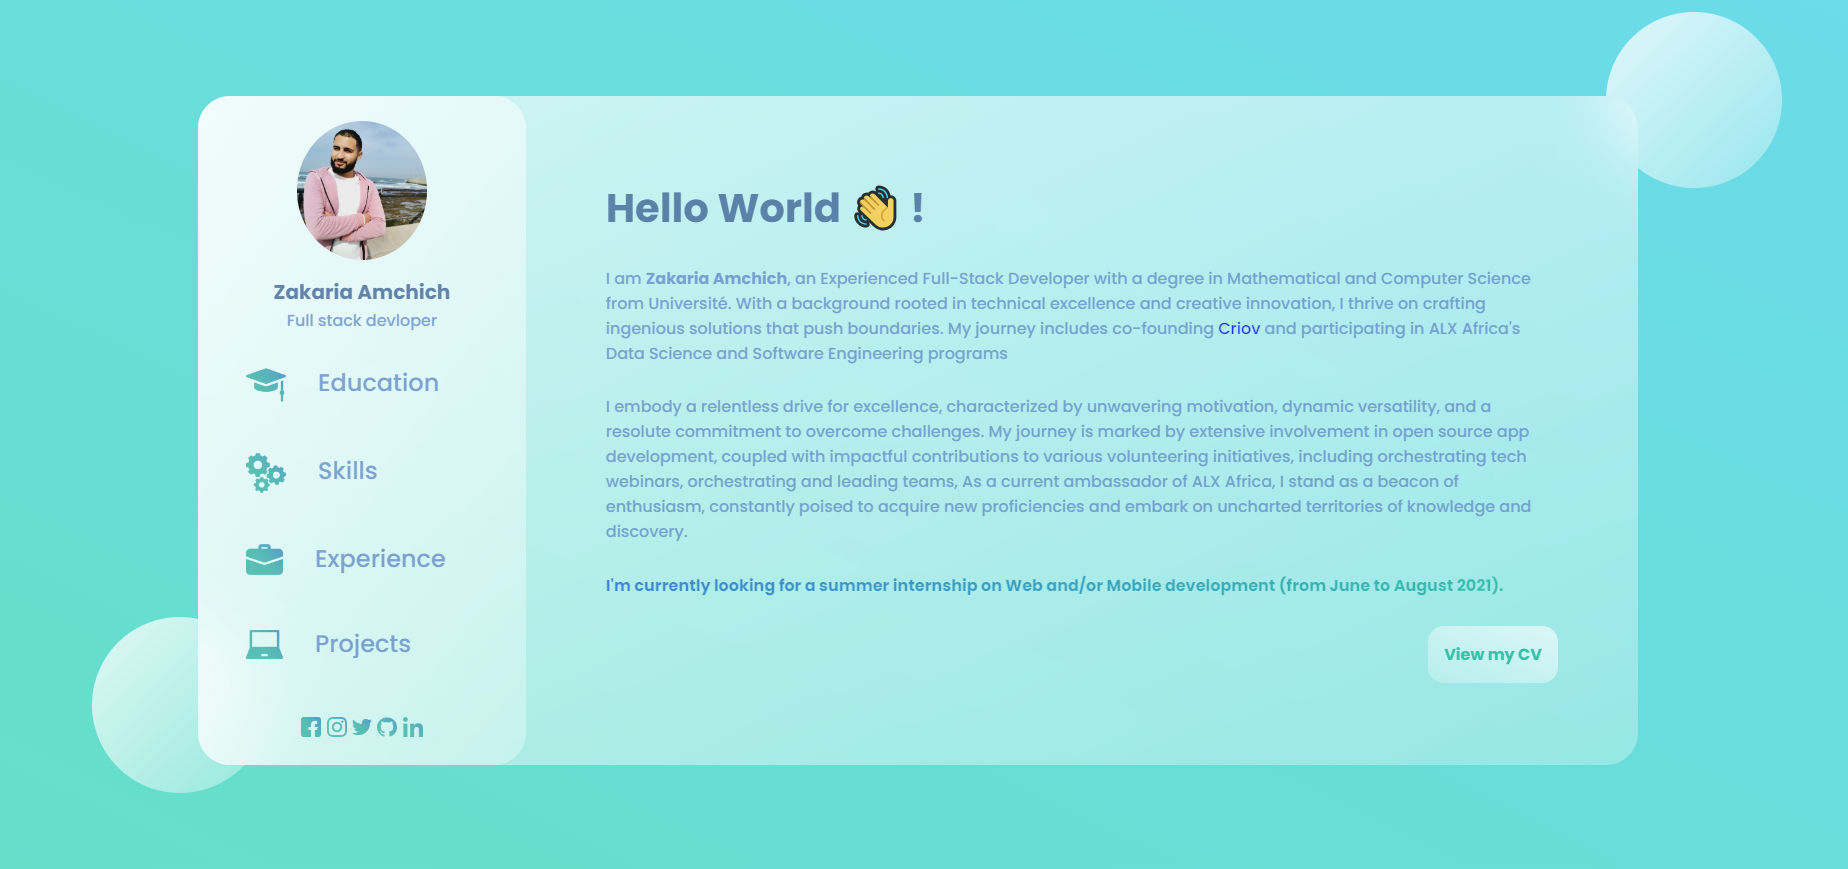 Zakaria Amchich
Full stack devloper
Education
Skills
Experience
Projects
Hello World 👋 !
I am Zakaria Amchich, an Experienced Full-Stack Developer with a degree in Mathematical and Computer Science
from Université. With a background rooted in technical excellence and creative innovation, I thrive on crafting
ingenious solutions that push boundaries. My journey includes co-founding Criov and participating in ALX Africa's
Data Science and Software Engineering programs
I embody a relentless drive for excellence, characterized by unwavering motivation, dynamic versatility, and a
resolute commitment to overcome challenges. My journey is marked by extensive involvement in open source app
development, coupled with impactful contributions to various volunteering initiatives, including orchestrating tech
webinars, orchestrating and leading teams, As a current ambassador of ALX Africa, I stand as a beacon of
enthusiasm, constantly poised to acquire new proficiencies and embark on uncharted territories of knowledge and
discovery.
I'm currently looking for a summer internship on Web and/or Mobile development (from June to August 2021).
View my CV